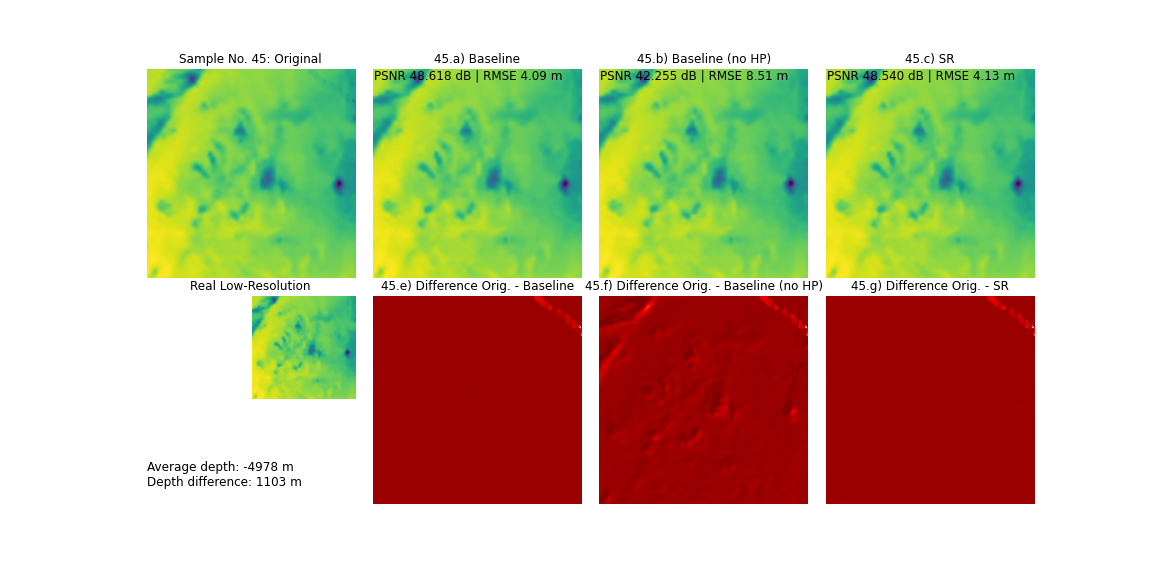 Sample No. 45: Original
45.a) Baseline
45.b) Baseline (no HP)
45.c) SR
PSNR 48.618 dB | RMSE 4.09 m
PSNR 42.255 dB | RMSE 8.51 m
PSNR 48.540 dB | RMSE 4.13 m
Real Low-Resolution
45.e) Difference Orig. - Baseline
45.f) Difference Orig. - Baseline (no HP)
45.g) Difference Orig. - SR
Average depth: -4978 m
Depth difference: 1103 m